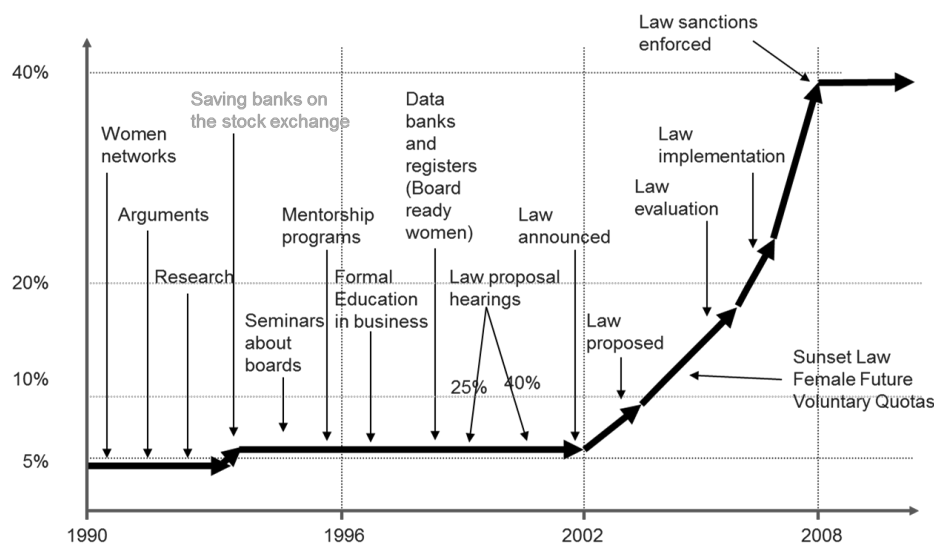 Law sanctions
enforced
40%
Saving banks on
the stock exchange
Data
banks
and
registers
(Board
ready
women)
Women
networks
Law
implementation
Law
evaluation
Arguments
Mentorship
programs
Law
announced
Research
Formal
Education
in business
Law proposal
hearings
20%
Seminars
about
boards
Law
proposed
Sunset Law
Female Future
Voluntary Quotas
10%
25%
40%
5%
1990
1996
2002
2008